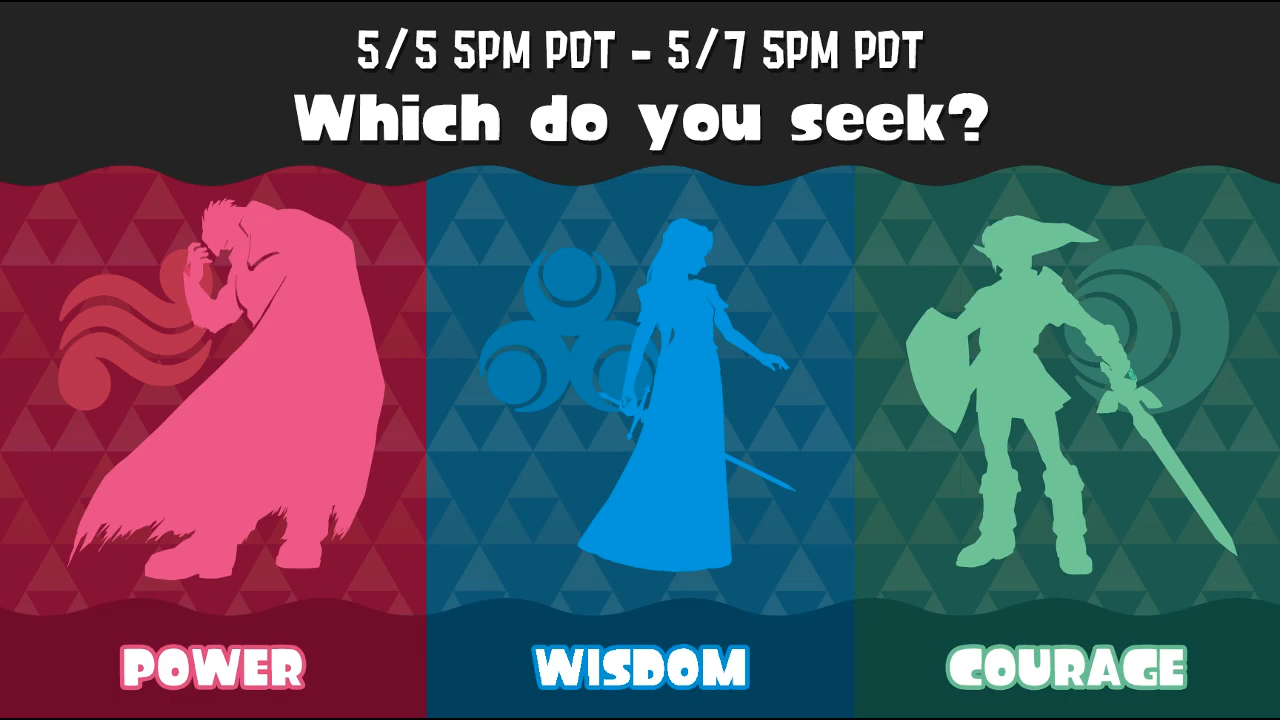 5/5 5PM PDT – 5/7 5PM PDT
Which do you seek?
POWER
WISDOM
COURAGE